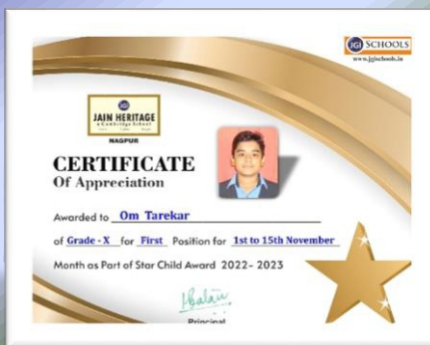 JGI SCHOOLS
www.jgischools.in
JGI
JAIN HERITAGE
a Cambridge School
NAGPUR
CERTIFICATE
Of Appreciation
Awarded to Om Tarekar
of Grade - X for First Position for 1st to 15th November
Month as Part of Star Child Award 2022- 2023
Principal